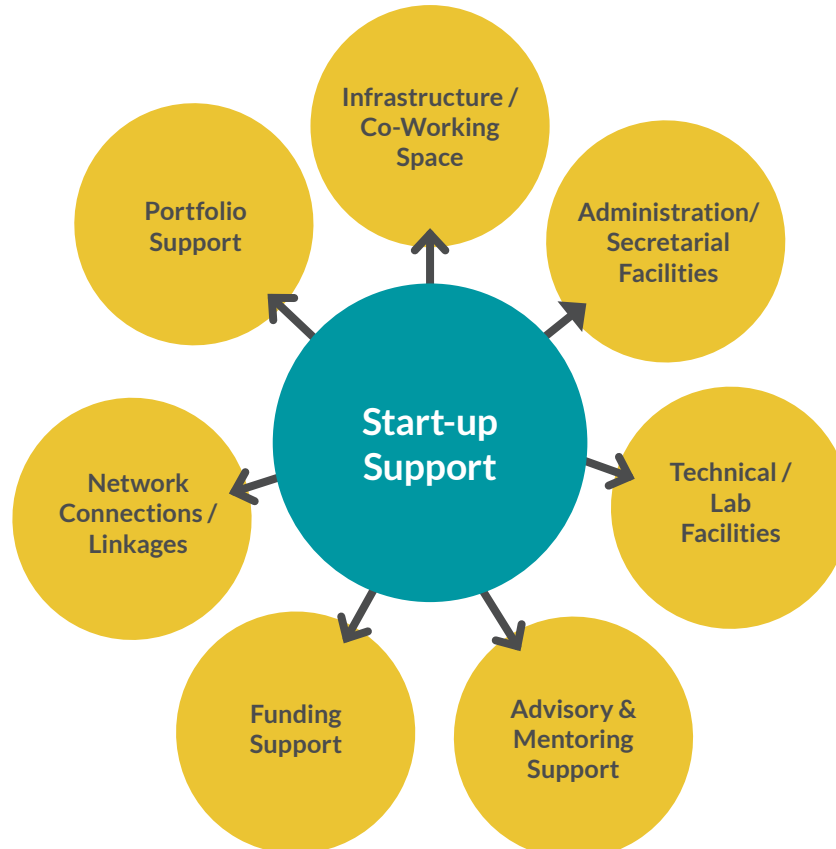 Infrastructure /
Co-Working
Space
Administration/
Secretarial
Facilities
Technical /
Lab
Facilities
Advisory &
Mentoring
Support
Funding
Support
Network
Connections /
Linkages
Portfolio
Support
Start-up
Support